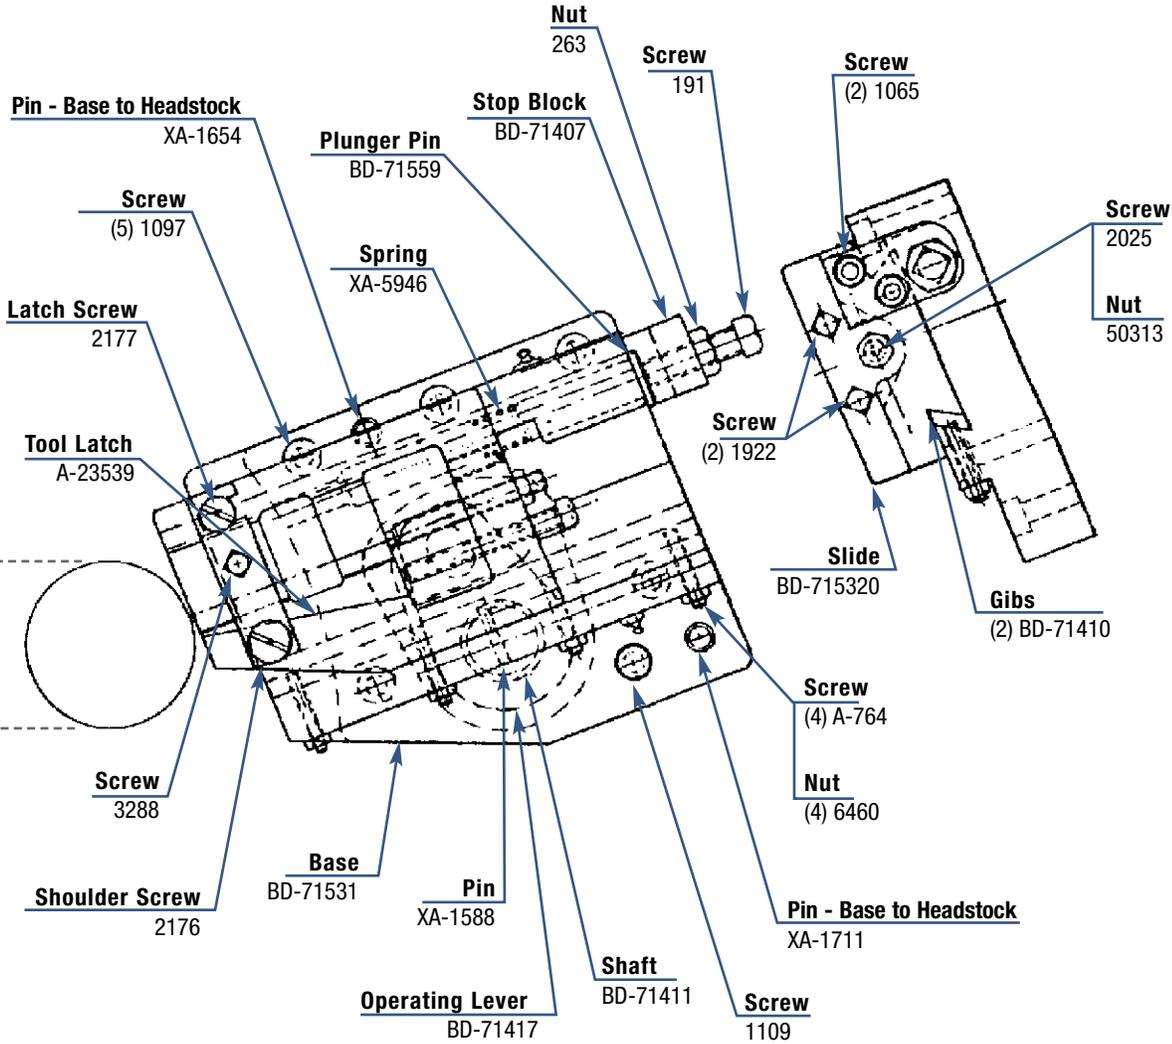 Nut
263
Screw
191
Screw
(2) 1065
Pin - Base to Headstock
XA-1654
Stop Block
BD-71407
Plunger Pin
BD-71559
Screw
(5) 1097
Screw
2025
Spring
XA-5946
Latch Screw
2177
Nut
50313
Tool Latch
A-23539
Screw
(2) 1922
Slide
BD-715320
Gibs
(2) BD-71410
Screw
(4) A-764
Screw
3288
Nut
(4) 6460
Base
BD-71531
Shoulder Screw
2176
Pin
XA-1588
Pin - Base to Headstock
XA-1711
Shaft
BD-71411
Operating Lever
BD-71417
Screw
1109